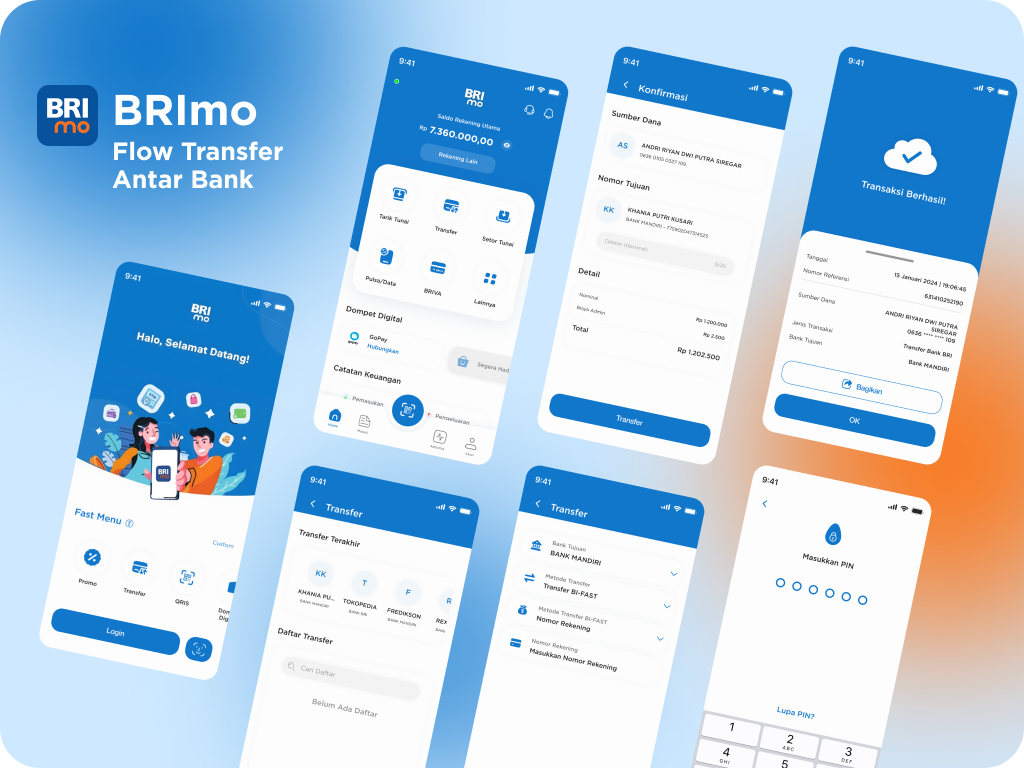 BRI
mo
BRImo
Flow Transfer
Antar Bank
9:41
BRI
mo
Halo, Selamat Datang!
BRI
mo
Fast Menu
Custom
Promo
Transfer
QRIS
Login
9:41
BRI
mo
Saldo Rekening Utama
Rp 7.360.000,00
Rekening Lain
Tarik Tunai
Transfer
Setor Tunai
Pulsa/Data
BRIVA
Lainnya
Dompet Digital
GoPay
Hubungkan
Segera Had
Catatan Keuangan
Pemasukan
Pengeluaran
9:41
Konfirmasi
Sumber Dana
AS
ANDRI RIYAN DWI PUTRA SIREGAR
0636 0103 0327 109
Nomor Tujuan
KK
KHANIA PUTRI KUSARI
BANK MANDIRI - 775802047314525
Catatan (Opsional)
0/25
Detail
Nominal
Rp 1.200.000
Biaya Admin
Rp 2.500
Total
Rp 1.202.500
Transfer
9:41
Transaksi Berhasil!
Tanggal
15 Januari 2024 | 19:06:45
Nomor Referensi
631410252190
Sumber Dana
ANDRI RIYAN DWI PUTRA
SIREGAR
0636 **** **** 109
Jenis Transaksi
Transfer Bank BRI
Bank Tujuan
Bank MANDIRI
Bagikan
OK
9:41
Transfer
Transfer Terakhir
KK
T
F
R
KHANIA PU...
BANK MANDIRI
TOKOPEDIA
BANK BRI
FREDIKSON
BANK MANDIRI
Daftar Transfer
Cari Daftar
Belum Ada Daftar
9:41
Transfer
Bank Tujuan
BANK MANDIRI
Metode Transfer
Transfer BI-FAST
Metode Transfer BI-FAST
Nomor Rekening
Nomor Rekening
Masukkan Nomor Rekening
9:41
Masukkan PIN
Lupa PIN?
1
2
ABC
3
DEF
4
GHI
5